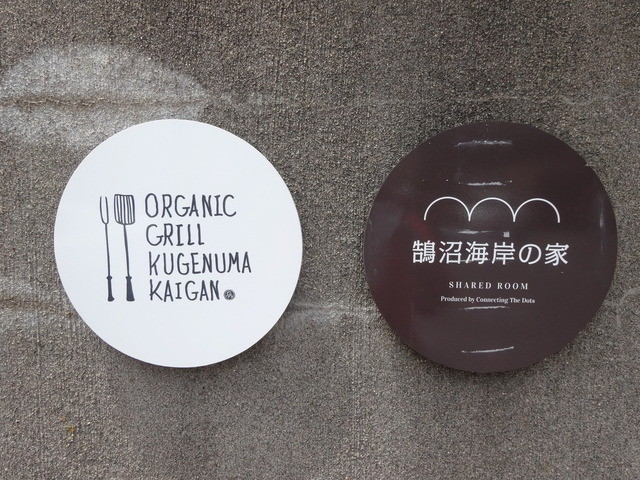 ORGANIC
GRILL
KUGENUMA
KAIGAN
鵠沼海岸の家
SHARED ROOM
Produced by Connecting The Dots